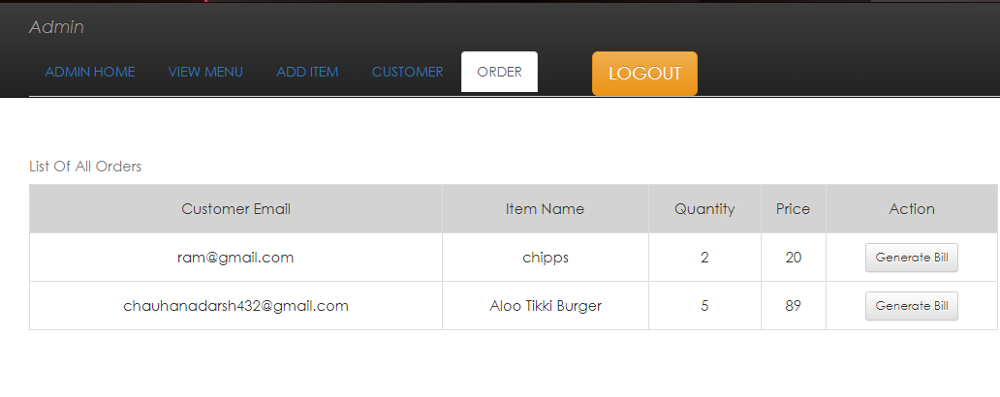 Admin
ADMIN HOME VIEW MENU ADD ITEM CUSTOMER ORDER LOGOUT
List Of All Orders
Customer Email Item Name Quantity Price Action
ram@gmail.com chipps 2 20 Generate Bill
chauhanadarsh432@gmail.com Aloo Tikki Burger 5 89 Generate Bill